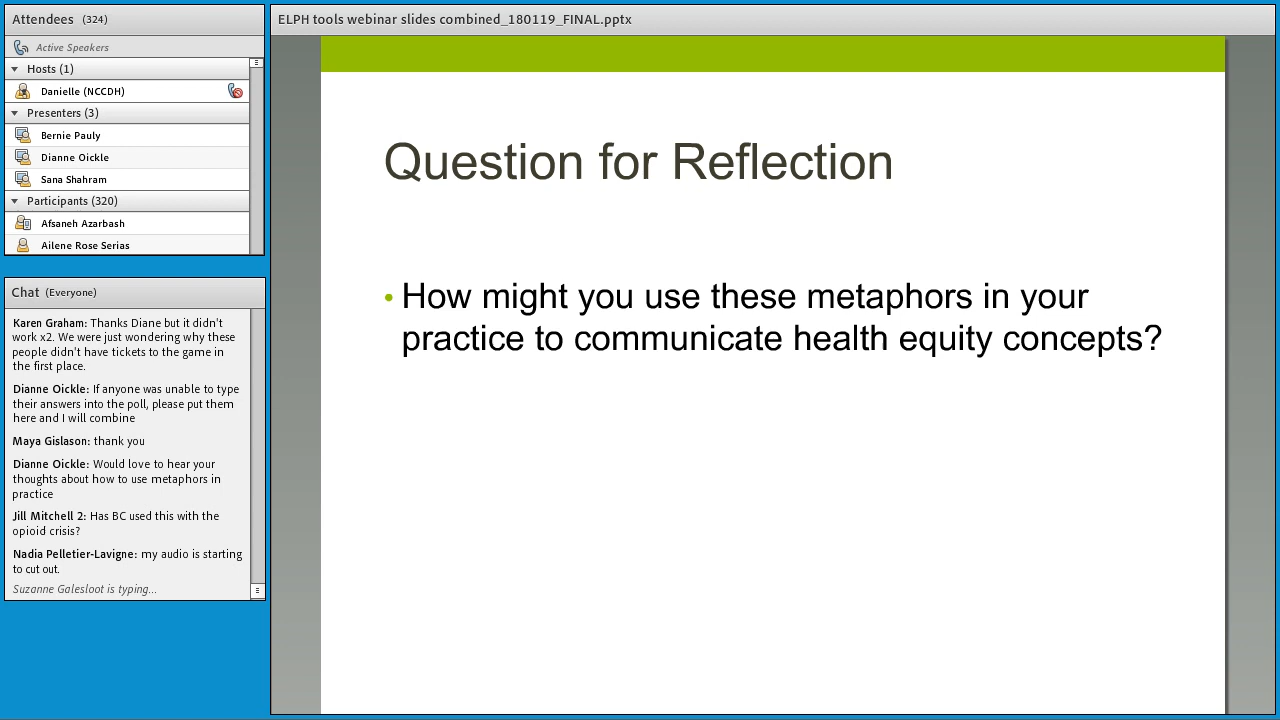 Attendees (324)
Active Speakers
Hosts (1)
Danielle (NCCDH)
Presenters (3)
Bernie Pauly
Dianne Oickle
Sana Shahram
Participants (320)
Afsaneh Azarbash
Ailene Rose Serias
Chat (Everyone)
Karen Graham: Thanks Diane but it didn't
work x2. We were just wondering why these
people didn't have tickets to the game in
the first place.
Dianne Oickle: If anyone was unable to type
their answers into the poll, please put them
here and I will combine
Maya Gislason: thank you
Dianne Oickle: Would love to hear your
thoughts about how to use metaphors in
practice
Jill Mitchell 2: Has BC used this with the
opioid crisis?
Nadia Pelletier-Lavigne: my audio is starting
to cut out.
Suzanne Galesloot is typing...
ELPH tools webinar slides combined_180119_FINAL.pptx
Question for Reflection
• How might you use these metaphors in your
practice to communicate health equity concepts?